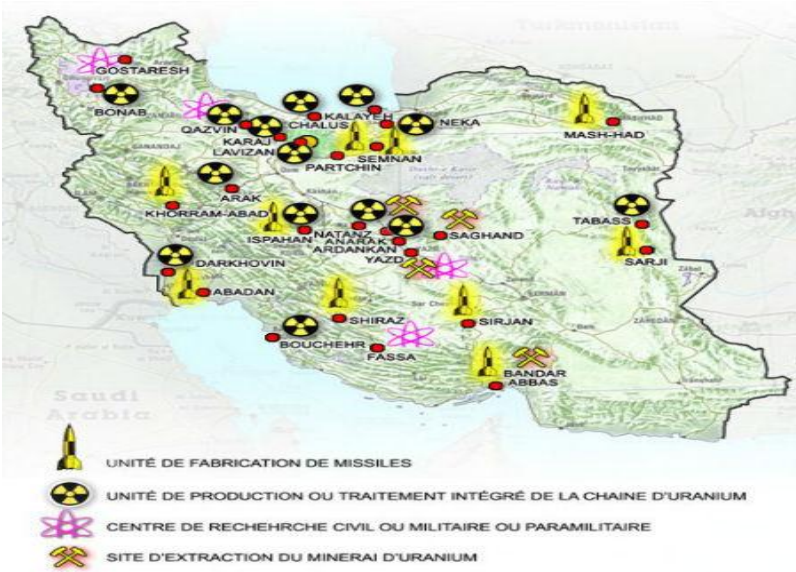 GOSTARESH
BONAB
QAZVIN
CHALUS
KALAYEH
NEKA
MASH-HAD
KARAJ
LAVIZAN
SEMNAN
PARTCHIN
ARAK
KHORRAM-ABAD
TABASS
ISPAHAN
NATANZ
ANARAK
SAGHAND
ARDANKAN
YAZD
SARJI
DARKHOVIN
ABADAN
SHIRAZ
SIRJAN
BOUCHEHR
FASSA
BANDAR
ABBAS
Saudi
Arabia
UNITÉ DE FABRICATION DE MISSILES
UNITÉ DE PRODUCTION OU TRAITEMENT INTÉGRÉ DE LA CHAINE D'URANIUM
CENTRE DE RECHEHRCHE CIVIL OU MILITAIRE OU PARAMILITAIRE
SITE D'EXTRACTION DU MINERAI D'URANIUM